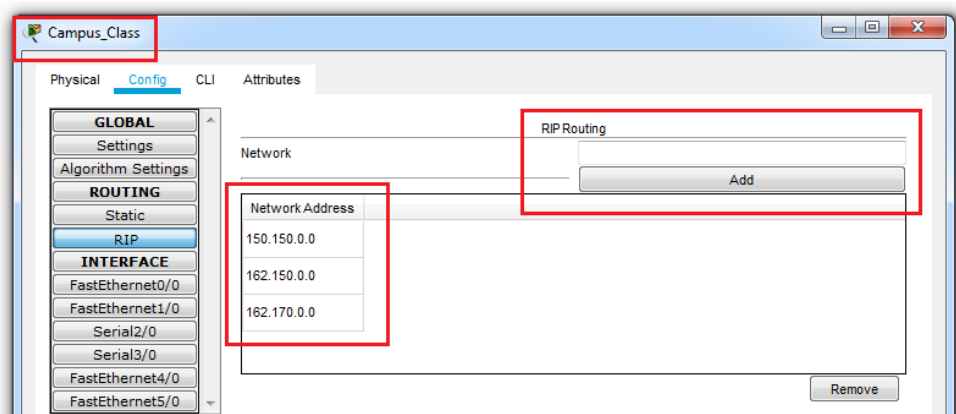 Campus_Class
Physical Config CLI Attributes
GLOBAL
Settings
Algorithm Settings
ROUTING
Static
RIP
INTERFACE
FastEthernet0/0
FastEthernet1/0
Serial2/0
Serial3/0
FastEthernet4/0
FastEthernet5/0
RIP Routing
Network
Add
Network Address
150.150.0.0
162.150.0.0
162.170.0.0
Remove